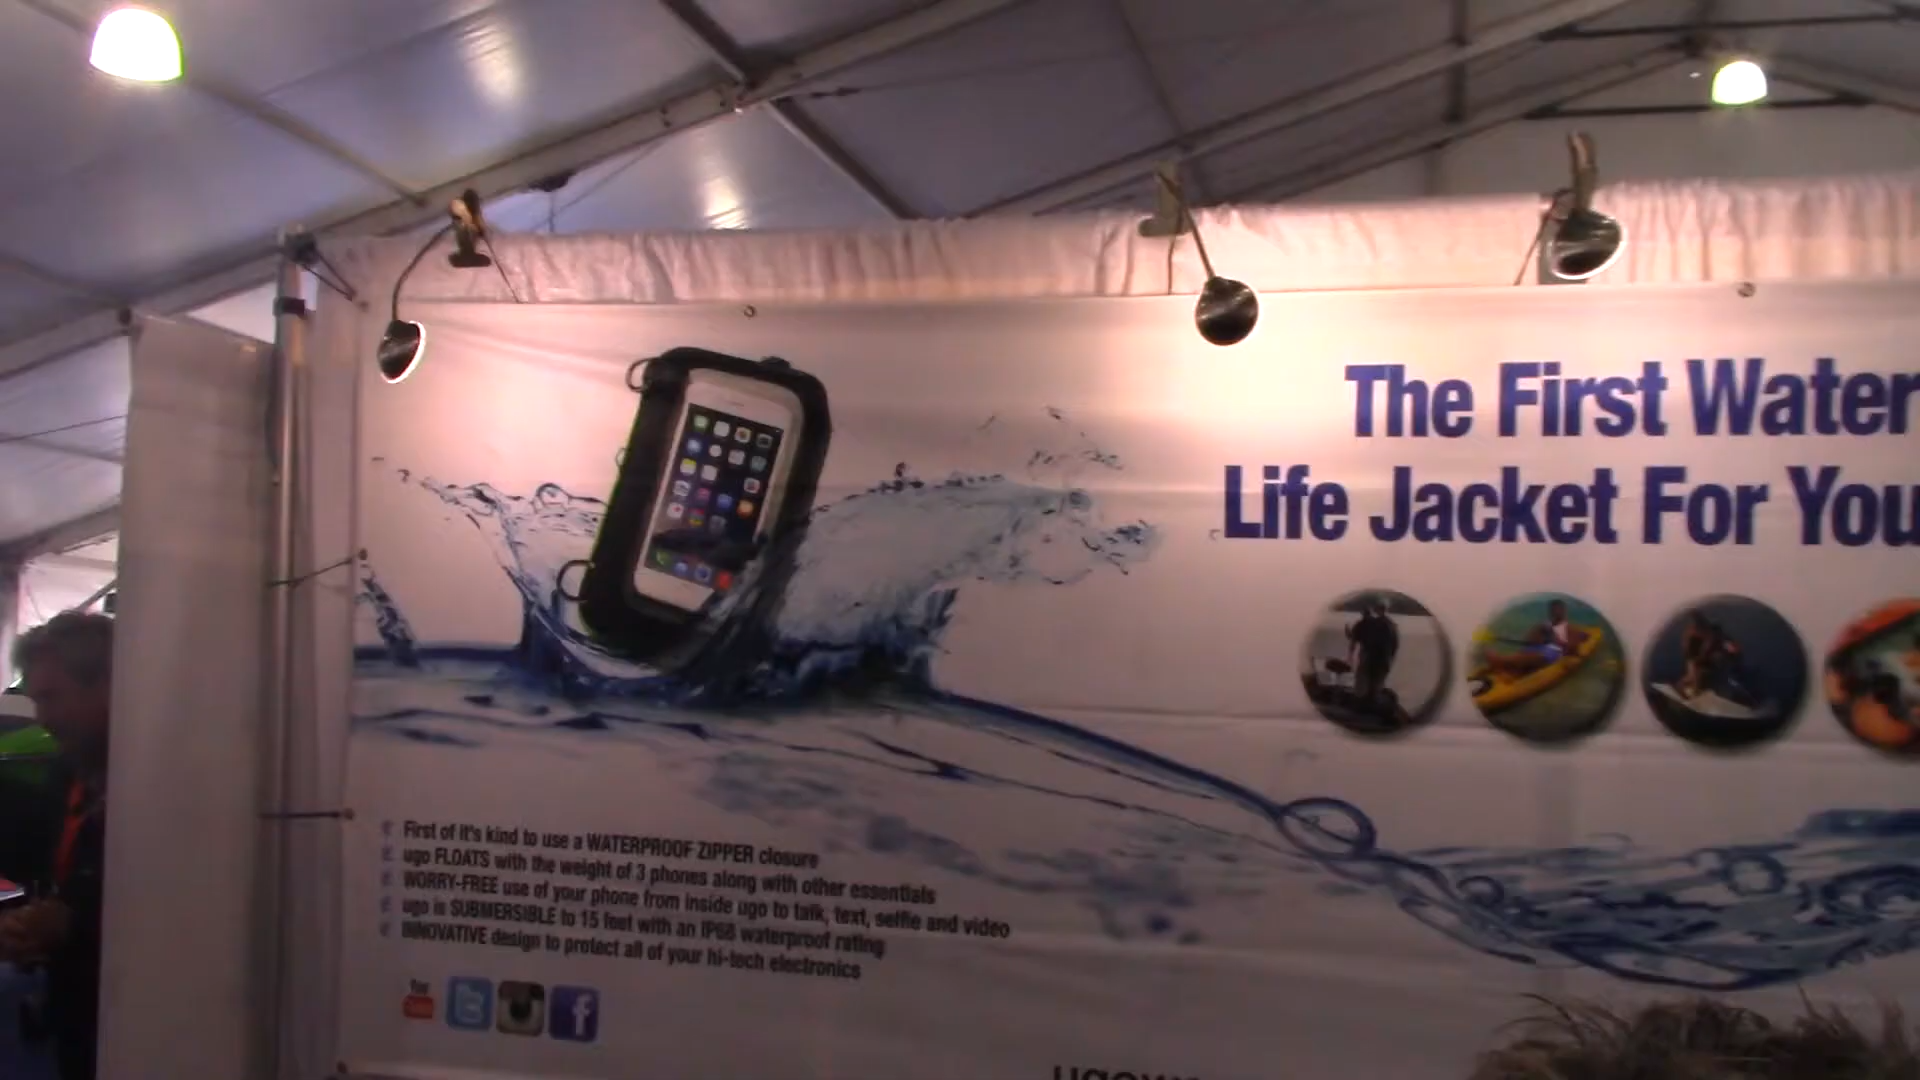 The First Water
Life Jacket For You
First of it's kind to use a WATERPROOF ZIPPER closure
ugo FLOATS with the weight of 3 phones along with other essentials
WORRY-FREE use of your phone from inside ugo to talk, text, selfie and video
ugo is SUBMERSIBLE to 15 feet with an IP68 waterproof rating
INNOVATIVE design to protect all of your hi-tech electronics
You
Tube